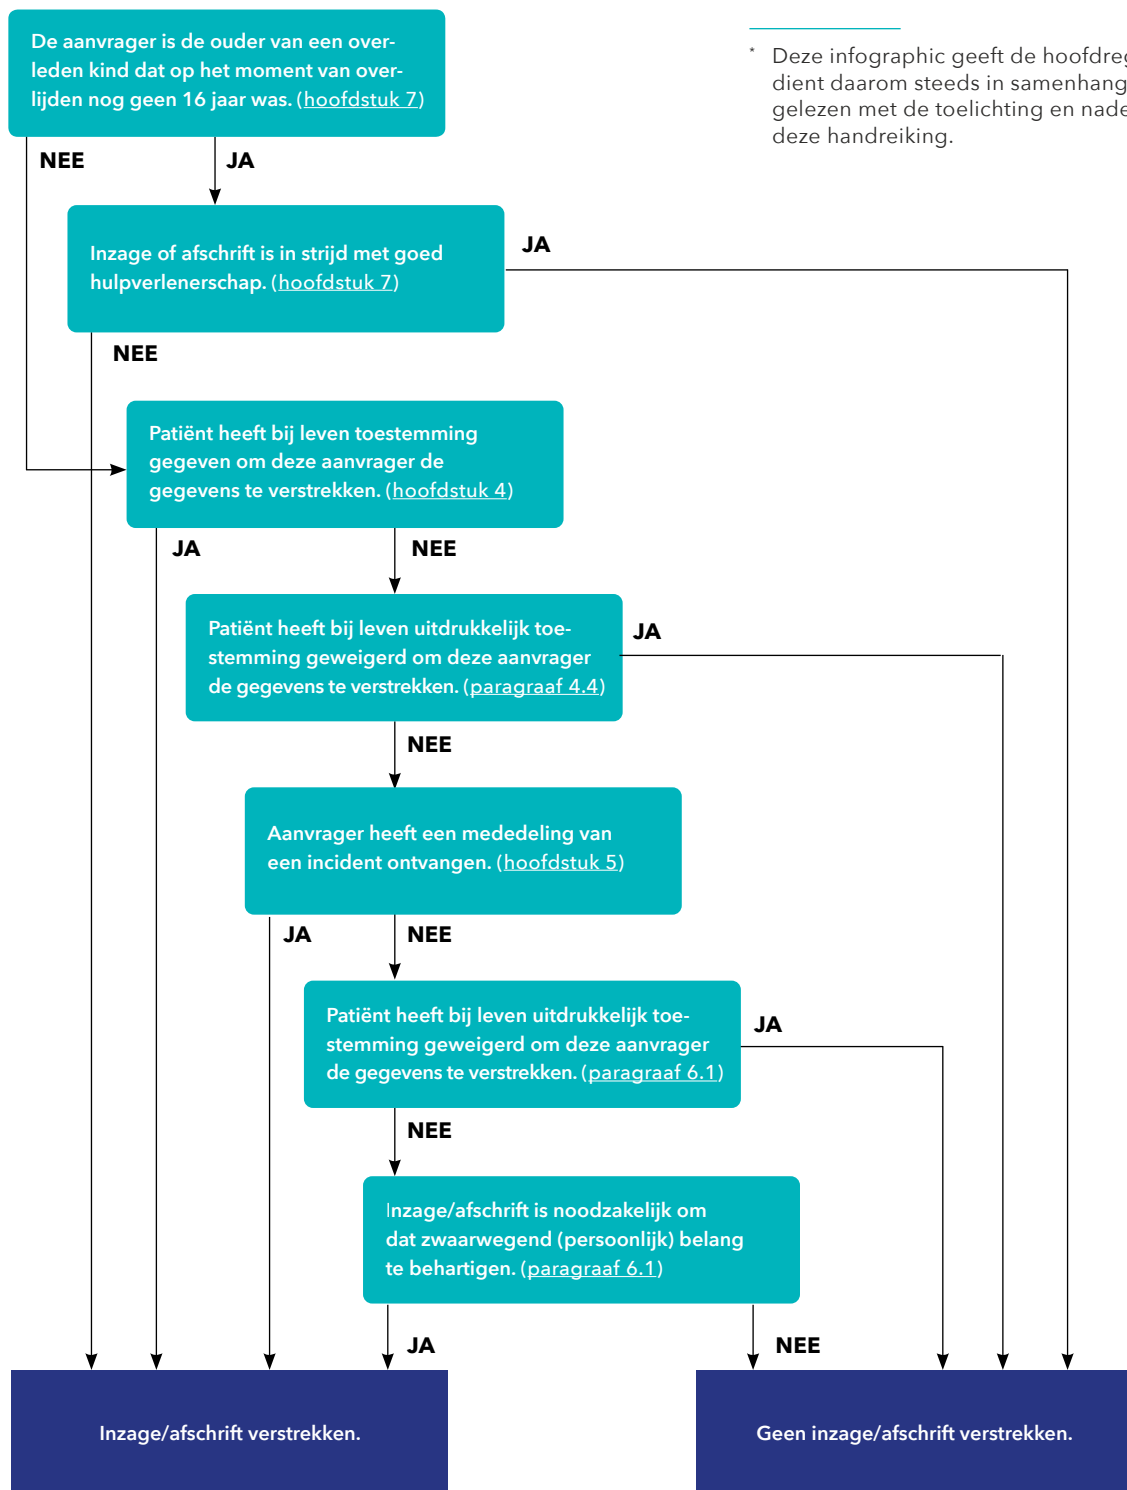 De aanvrager is de ouder van een over-
leden kind dat op het moment van over-
lijden nog geen 16 jaar was. (hoofdstuk 7)
* Deze infographic geeft de
dient daarom steeds in samenhang
gelezen met de toelichting en
deze handreiking.
NEE
JA
Inzage of afschrift is in strijd met goed
hulpverlenerschap. (hoofdstuk 7)
JA
NEE
Patiënt heeft bij leven toestemming
gegeven om deze aanvrager de
gegevens te verstrekken. (hoofdstuk 4)
JA
NEE
Patiënt heeft bij leven uitdrukkelijk toe-
stemming geweigerd om deze aanvrager
de gegevens te verstrekken. (paragraaf 4.4)
JA
NEE
Aanvrager heeft een mededeling van
een incident ontvangen. (hoofdstuk 5)
JA
NEE
Patiënt heeft bij leven uitdrukkelijk toe-
stemming geweigerd om deze aanvrager
de gegevens te verstrekken. (paragraaf 6.1)
JA
NEE
Inzage/afschrift is noodzakelijk om
dat zwaarwegend (persoonlijk) belang
te behartigen. (paragraaf 6.1)
JA
NEE
Inzage/afschrift verstrekken.
Geen inzage/afschrift verstrekken.